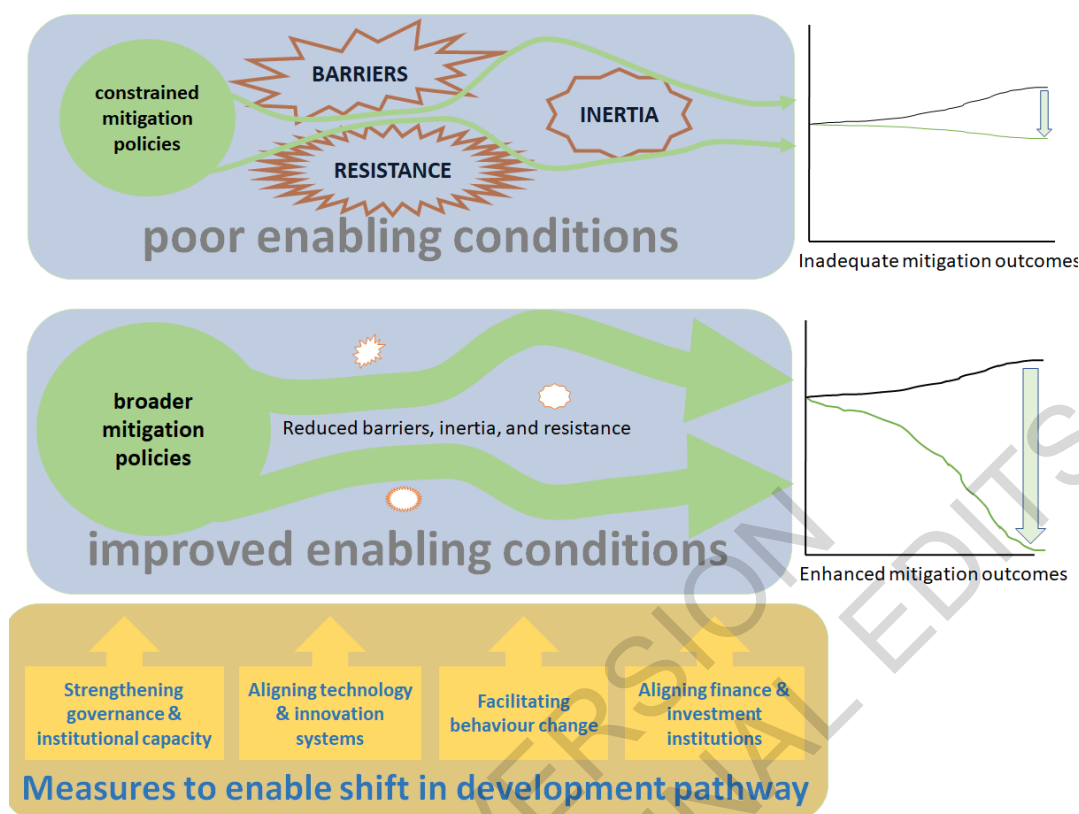 constrained
mitigation
policies
BARRIERS
RESISTANCE
INERTIA
poor enabling conditions
Inadequate mitigation outcomes
broader
mitigation
policies
Reduced barriers, inertia, and resistance
improved enabling conditions
Enhanced mitigation outcomes
Strengthening
governance &
institutional capacity
Aligning technology
& innovation
systems
Facilitating
behaviour change
Aligning finance &
investment
institutions
Measures to enable shift in development pathway
VERSION
EDITS